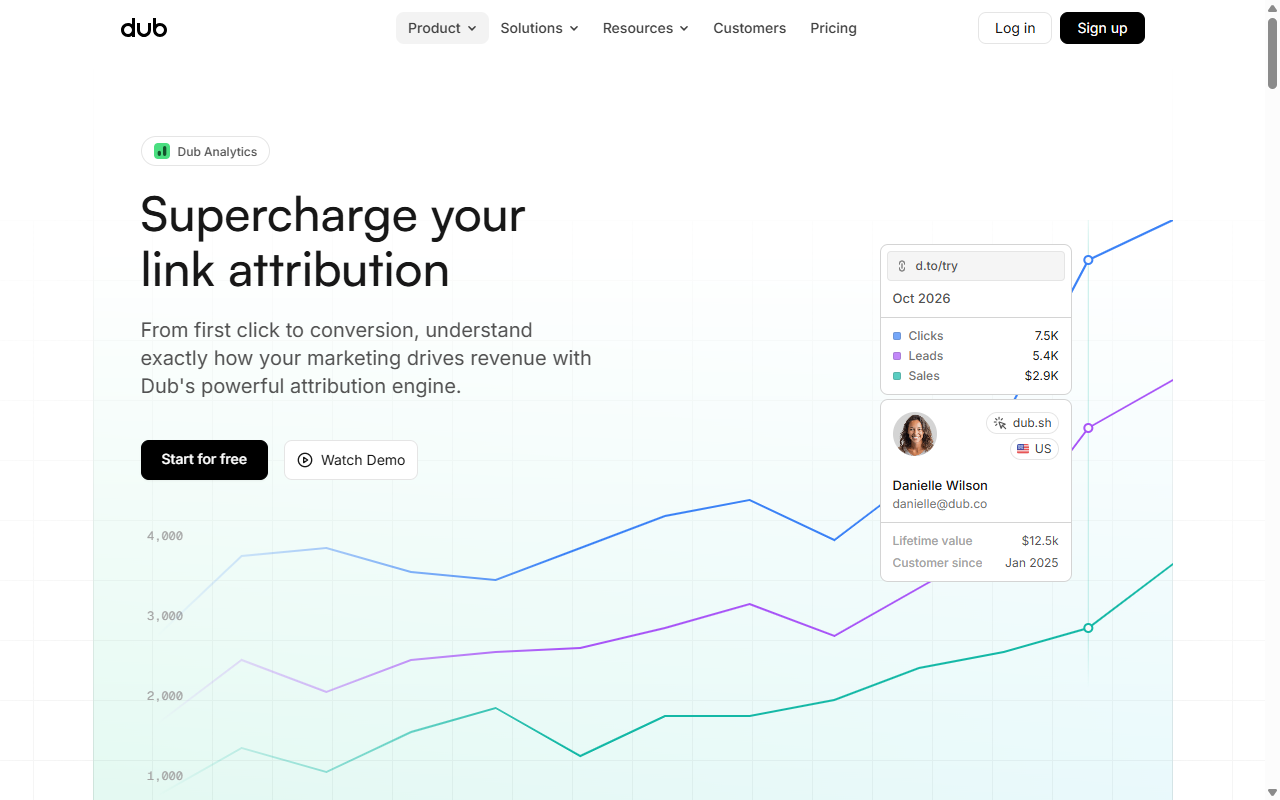 dub
Product
Solutions
Resources
Customers
Pricing
Log in
Sign up
Dub Analytics
Supercharge your
link attribution
From first click to conversion, understand
exactly how your marketing drives revenue with
Dub's powerful attribution engine.
Start for free
Watch Demo
d.to/try
Oct 2026
Clicks 7.5K
Leads 5.4K
Sales $2.9K
dub.sh
US
Danielle Wilson
danielle@dub.co
Lifetime value $12.5k
Customer since Jan 2025
4,000
3,000
2,000
1,000